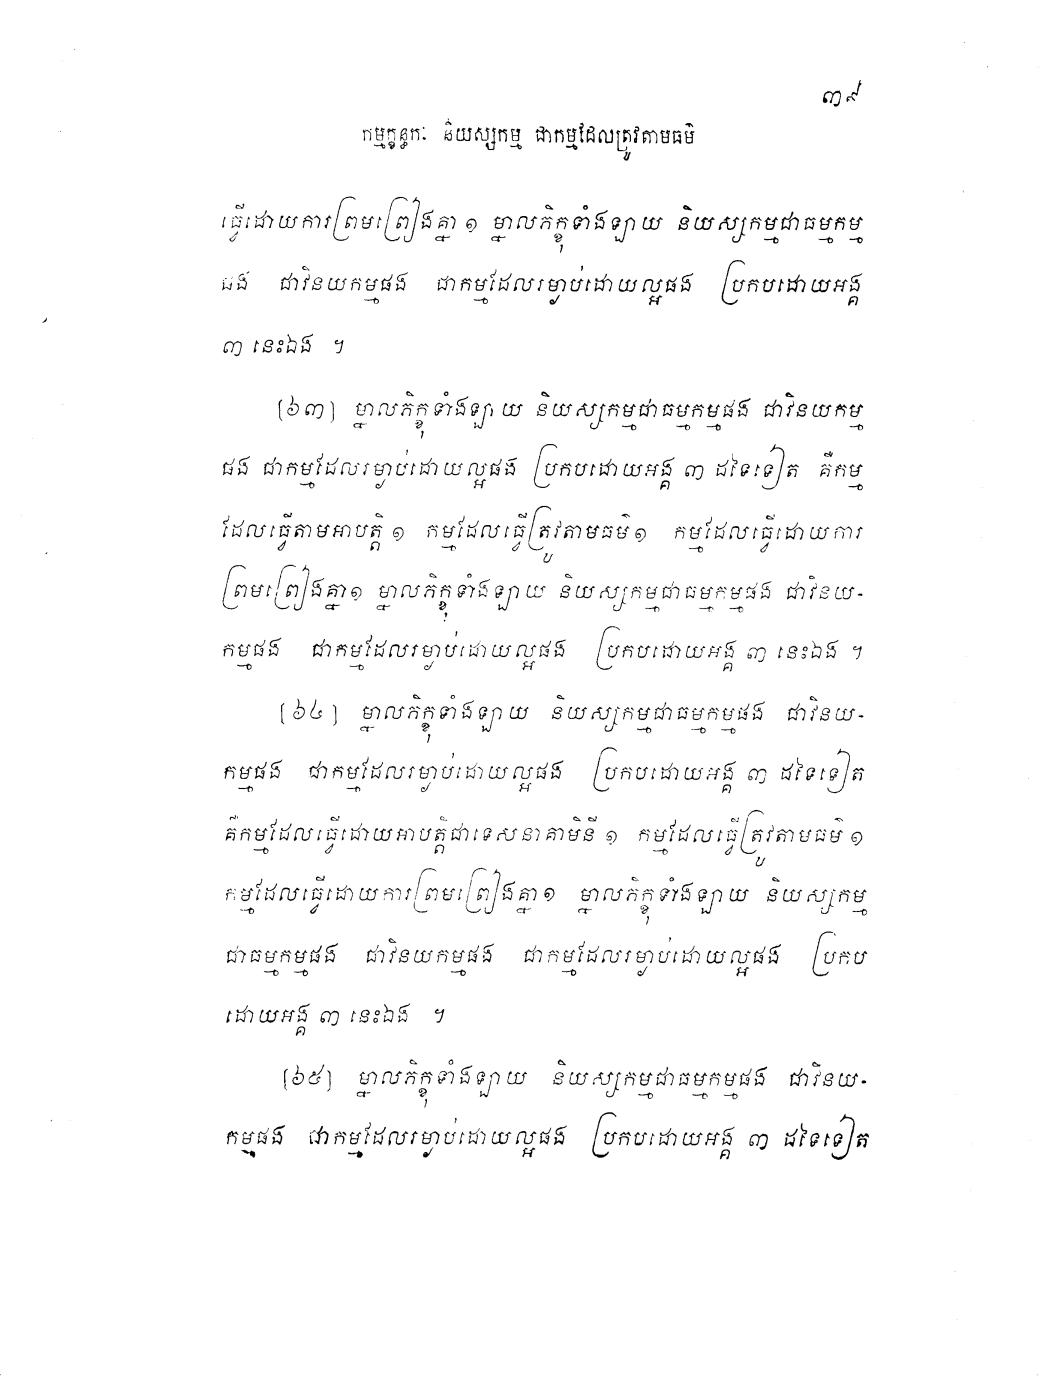 ៣៩
កម្មក្ខន្ធកៈ និយស្សកម្ម ជាកម្មដែលត្រូវតាមធម៌
ធ្វើដោយការព្រមព្រៀងគ្នា ១ ម្នាលភិក្ខុទាំងឡាយ និយស្សកម្មជាធម្មកម្ម
ផង ជាវិនយកម្មផង ជាកម្មដែលរម្ងាប់ដោយល្អផង ប្រកបដោយអង្គ
៣ នេះឯង ។
[៦៣] ម្នាលភិក្ខុទាំងឡាយ និយស្សកម្មជាធម្មកម្មផង ជាវិនយកម្ម
ផង ជាកម្មដែលរម្ងាប់ដោយល្អផង ប្រកបដោយអង្គ ៣ ដទៃទៀត គឺកម្ម
ដែលធ្វើតាមអាបត្តិ ១ កម្មដែលធ្វើត្រូវតាមធម៌ ១ កម្មដែលធ្វើដោយការ
ព្រមព្រៀងគ្នា ១ ម្នាលភិក្ខុទាំងឡាយ និយស្សកម្មជាធម្មកម្មផង ជាវិនយ-
កម្មផង ជាកម្មដែលរម្ងាប់ដោយល្អផង ប្រកបដោយអង្គ ៣ នេះឯង ។
[៦៤] ម្នាលភិក្ខុទាំងឡាយ និយស្សកម្មជាធម្មកម្មផង ជាវិនយ-
កម្មផង ជាកម្មដែលរម្ងាប់ដោយល្អផង ប្រកបដោយអង្គ ៣ ដទៃទៀត
គឺកម្មដែលធ្វើដោយអាបត្តិជាទេសនាគាមិនី ១ កម្មដែលធ្វើត្រូវតាមធម៌ ១
កម្មដែលធ្វើដោយការព្រមព្រៀងគ្នា ១ ម្នាលភិក្ខុទាំងឡាយ និយស្សកម្ម
ជាធម្មកម្មផង ជាវិនយកម្មផង ជាកម្មដែលរម្ងាប់ដោយល្អផង ប្រកប
ដោយអង្គ ៣ នេះឯង ។
[៦៥] ម្នាលភិក្ខុទាំងឡាយ និយស្សកម្មជាធម្មកម្មផង ជាវិនយ-
កម្មផង ជាកម្មដែលរម្ងាប់ដោយល្អផង ប្រកបដោយអង្គ ៣ ដទៃទៀត